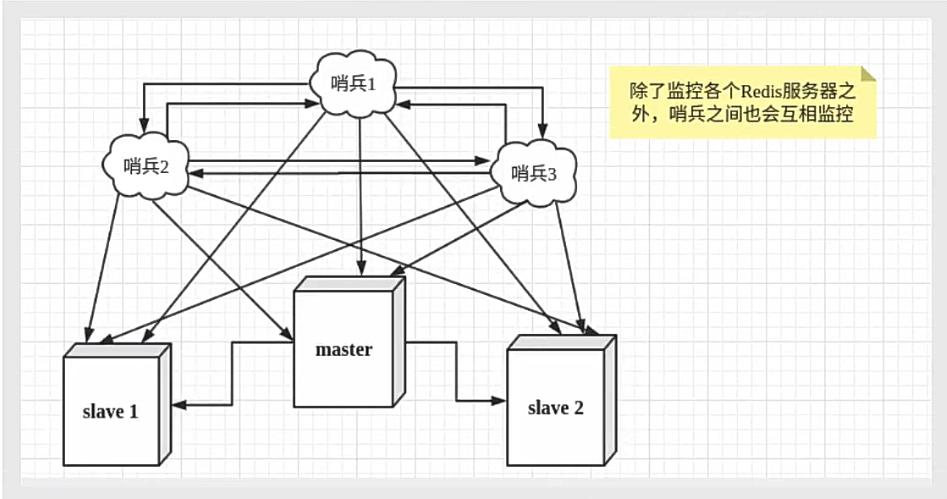 哨兵1
除了监控各个Redis服务器之
外，哨兵之间也会互相监控
哨兵2
哨兵3
master
slave 1
slave 2